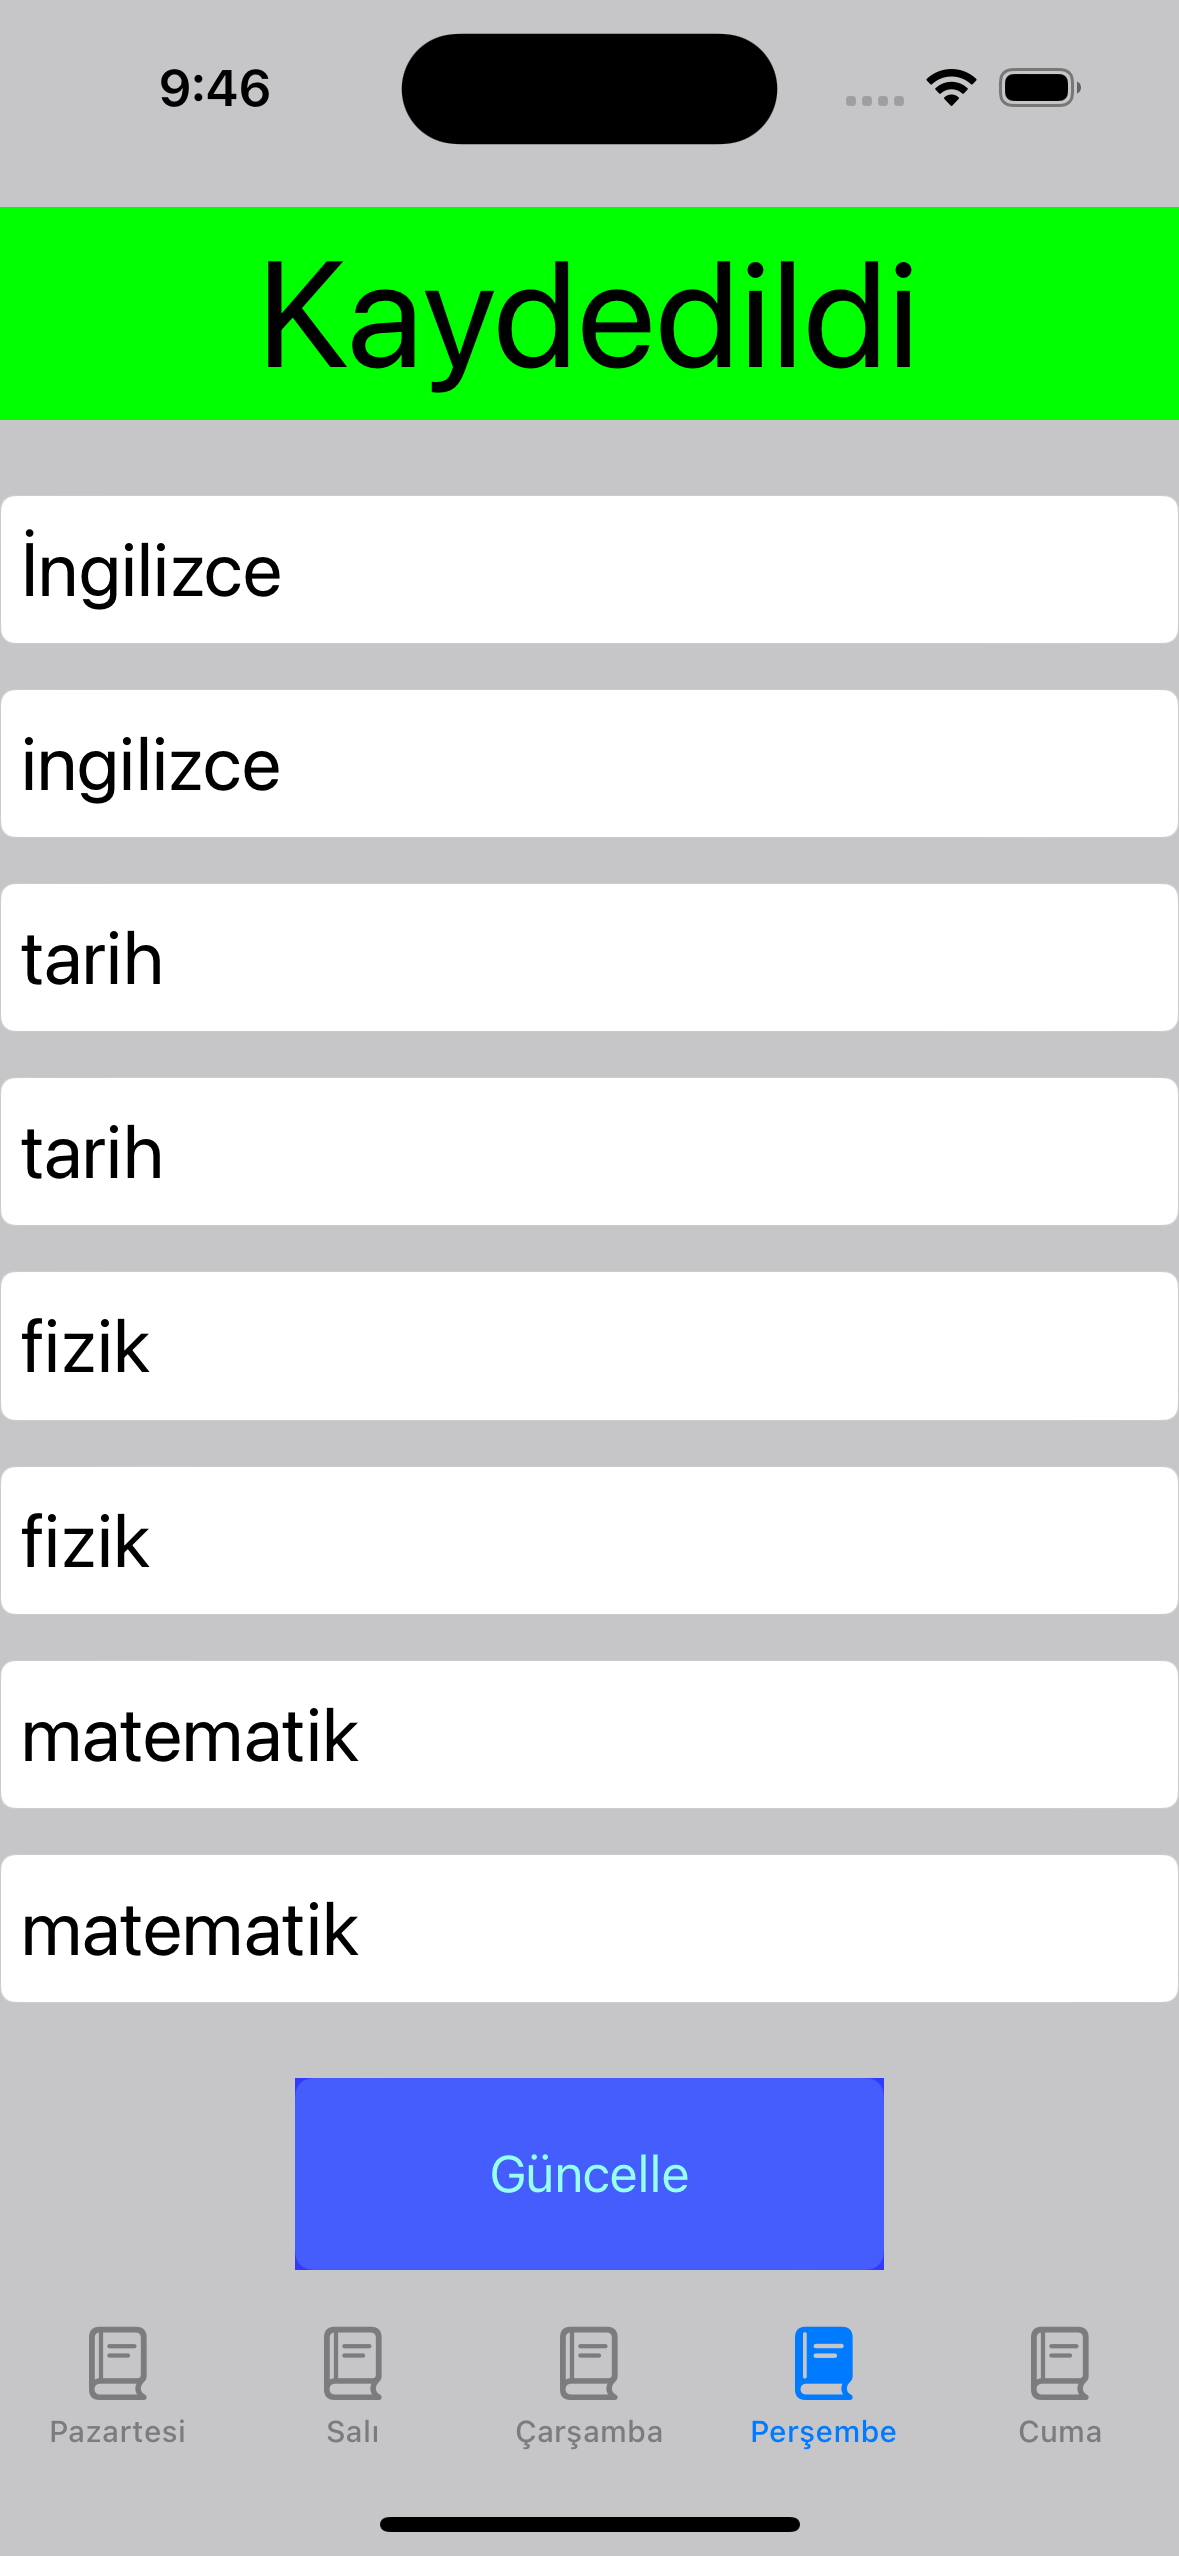 9:46
Kaydedildi
İngilizce
ingilizce
tarih
tarih
fizik
fizik
matematik
matematik
Güncelle
Pazartesi Salı Çarşamba Perşembe Cuma